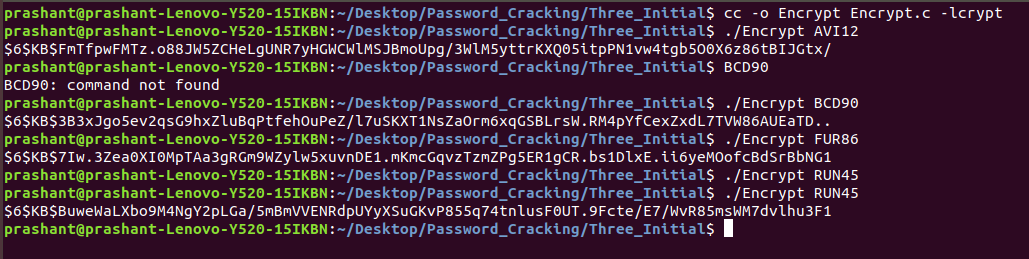 prashant@prashant-Lenovo-Y520-15IKBN:~/Desktop/Password_Cracking/Three_Initial$ cc -o Encrypt Encrypt.c -lcrypt
prashant@prashant-Lenovo-Y520-15IKBN:~/Desktop/Password_Cracking/Three_Initial$ ./Encrypt AVI12
$6$KB$FmTfpwFMTz.o88JW5ZCHeLgUNR7yHGWCWlMSJBmoUpg/3WlM5yttrKXQ05itpPN1vw4tgb5O0X6z86tBIJGtx/
prashant@prashant-Lenovo-Y520-15IKBN:~/Desktop/Password_Cracking/Three_Initial$ BCD90
BCD90: command not found
prashant@prashant-Lenovo-Y520-15IKBN:~/Desktop/Password_Cracking/Three_Initial$ ./Encrypt BCD90
$6$KB$3B3xJgo5ev2qsG9hxZluBqPtfehOuPeZ/l7uSKXT1NsZaOrm6xqGSBLrsW.RM4pYfCexZxdL7TVW86AUEaTD..
prashant@prashant-Lenovo-Y520-15IKBN:~/Desktop/Password_Cracking/Three_Initial$ ./Encrypt FUR86
$6$KB$7Iw.3Zea0XI0MpTAa3gRGm9WZylw5xuvnDE1.mKmcGqvzTzmZPg5ER1gCR.bs1DlxE.ii6yeMOofcBdSrBbNG1
prashant@prashant-Lenovo-Y520-15IKBN:~/Desktop/Password_Cracking/Three_Initial$ ./Encrypt RUN45
prashant@prashant-Lenovo-Y520-15IKBN:~/Desktop/Password_Cracking/Three_Initial$ ./Encrypt RUN45
$6$KB$BuweWaLXbo9M4NgY2pLGa/5mBmVVENRdpUYyXSuGKvP855q74tnlusF0UT.9Fcte/E7/WvR85msWM7dvlhu3F1
prashant@prashant-Lenovo-Y520-15IKBN:~/Desktop/Password_Cracking/Three_Initial$